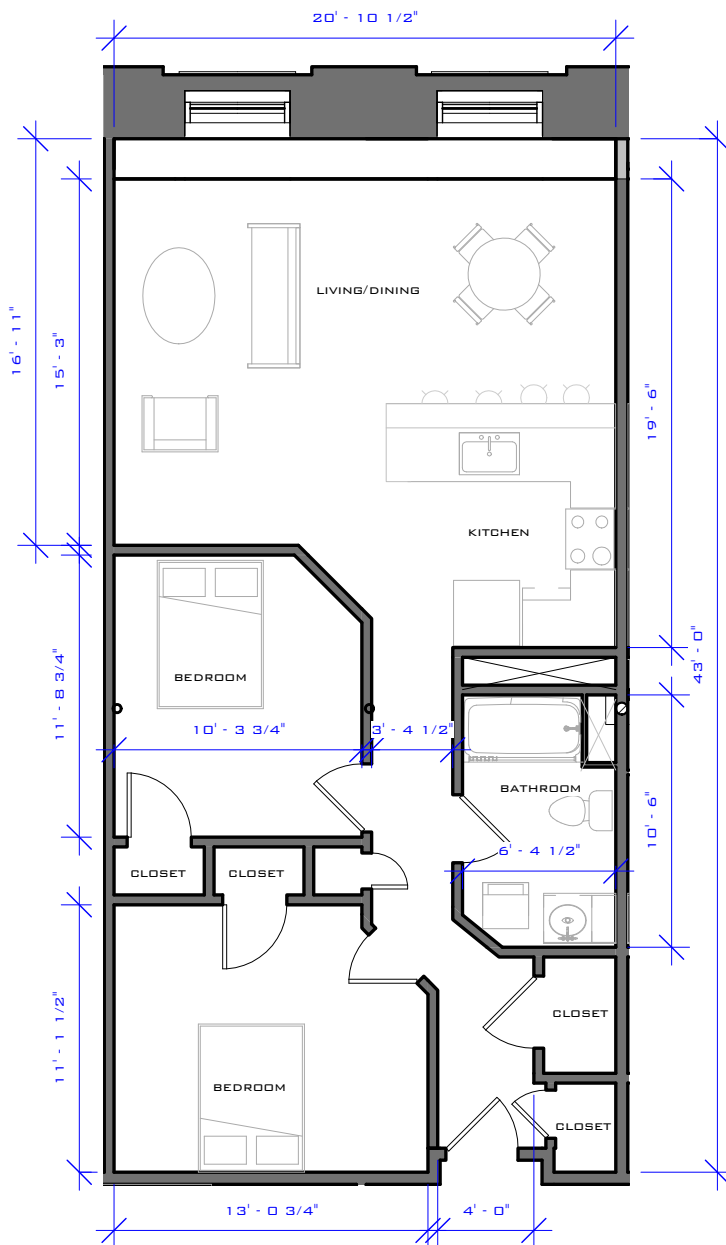 20' - 10 1/2"
LIVING/DINING
16' - 11"
15' - 3"
19' - 6"
KITCHEN
43' - 0"
11' - 8 3/4"
BEDROOM
10' - 3 3/4"
3' - 4 1/2"
BATHROOM
10' - 6"
6' - 4 1/2"
CLOSET
CLOSET
11' - 1 1/2"
CLOSET
BEDROOM
CLOSET
13' - 0 3/4"
4' - 0"